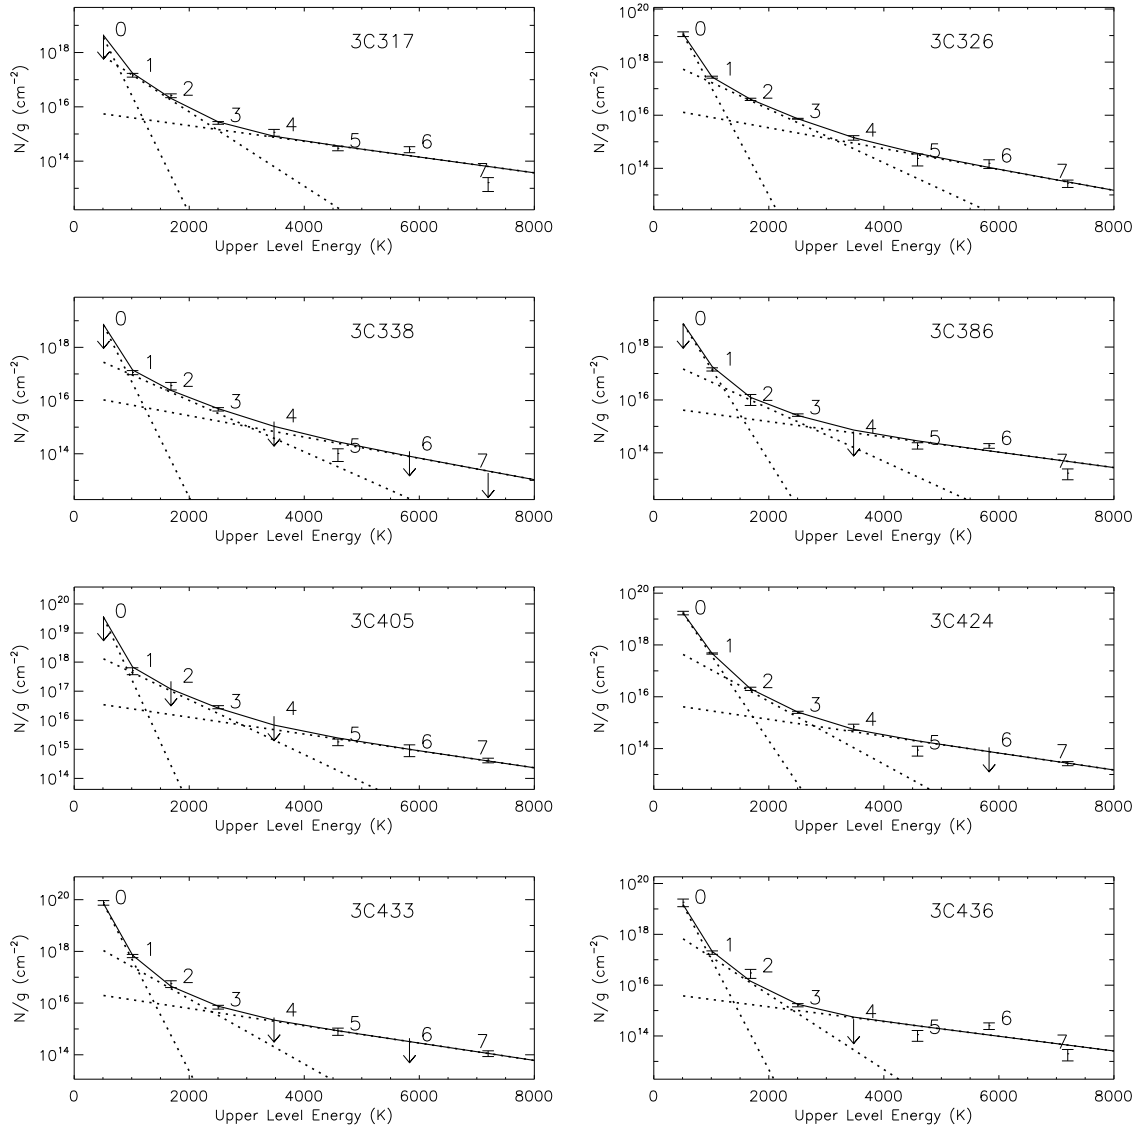 3C317
N/g (cm⁻²)
10¹⁸
10¹⁶
10¹⁴
0 1 2 3 4 5 6 7
0 2000 4000 6000 8000
Upper Level Energy (K)
3C326
N/g (cm⁻²)
10²⁰
10¹⁸
10¹⁶
10¹⁴
0 1 2 3 4 5 6 7
0 2000 4000 6000 8000
Upper Level Energy (K)
3C338
N/g (cm⁻²)
10¹⁸
10¹⁶
10¹⁴
0 1 2 3 4 5 6 7
0 2000 4000 6000 8000
Upper Level Energy (K)
3C386
N/g (cm⁻²)
10¹⁸
10¹⁶
10¹⁴
0 1 2 3 4 5 6 7
0 2000 4000 6000 8000
Upper Level Energy (K)
3C405
N/g (cm⁻²)
10²⁰
10¹⁹
10¹⁸
10¹⁷
10¹⁶
10¹⁵
10¹⁴
0 1 2 3 4 5 6 7
0 2000 4000 6000 8000
Upper Level Energy (K)
3C424
N/g (cm⁻²)
10²⁰
10¹⁸
10¹⁶
10¹⁴
0 1 2 3 4 5 6 7
0 2000 4000 6000 8000
Upper Level Energy (K)
3C433
N/g (cm⁻²)
10²⁰
10¹⁸
10¹⁶
10¹⁴
0 1 2 3 4 5 6 7
0 2000 4000 6000 8000
Upper Level Energy (K)
3C436
N/g (cm⁻²)
10²⁰
10¹⁸
10¹⁶
10¹⁴
0 1 2 3 4 5 6 7
0 2000 4000 6000 8000
Upper Level Energy (K)